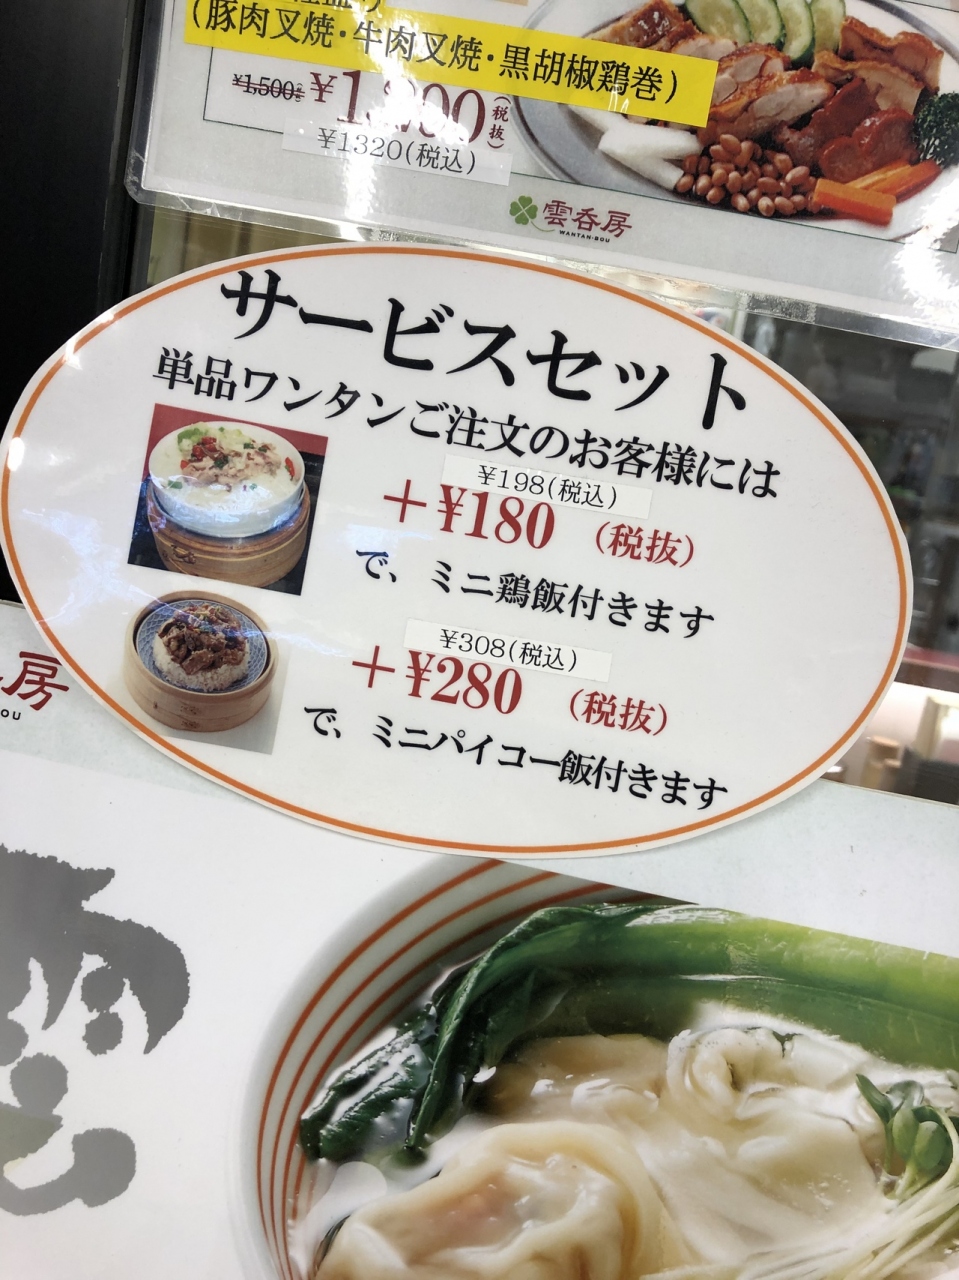 (豚肉叉焼・牛肉叉焼・黒胡椒鶏巻)
¥1,500 ¥1,200(税抜)
¥1320(税込)
雲呑房
WANTAN-BOU
サービスセット
単品ワンタンご注文のお客様には
¥198(税込)
+¥180 (税抜)
で、ミニ鶏飯付きます
¥308(税込)
+¥280 (税抜)
で、ミニパイコー飯付きます
房
OU